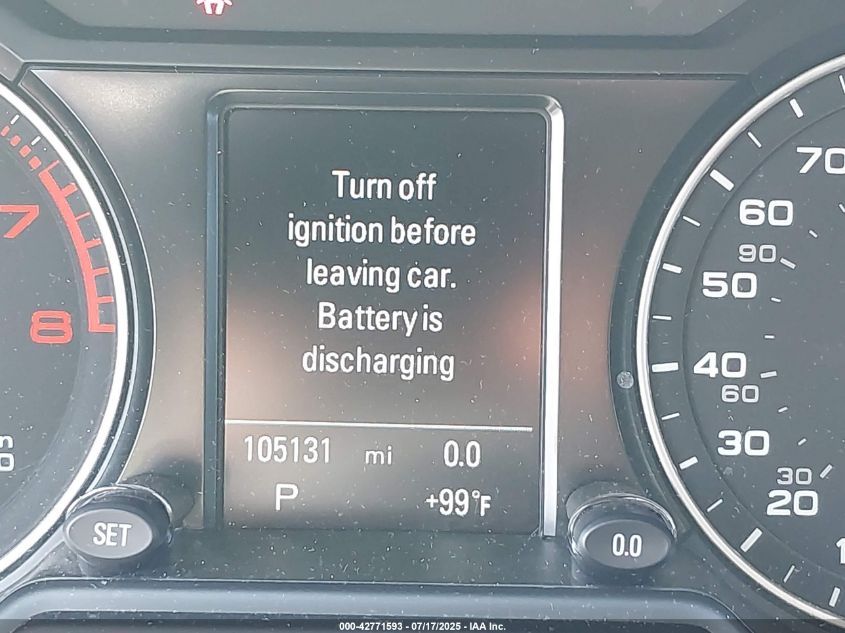 Turn off
ignition before
leaving car.
Battery is
discharging
105131 mi 0.0
P +99°F
SET
0.0
7
8
70
60
90
50
40
60
30
30
20
000-42771593 - 07/17/2025 - IAA Inc.